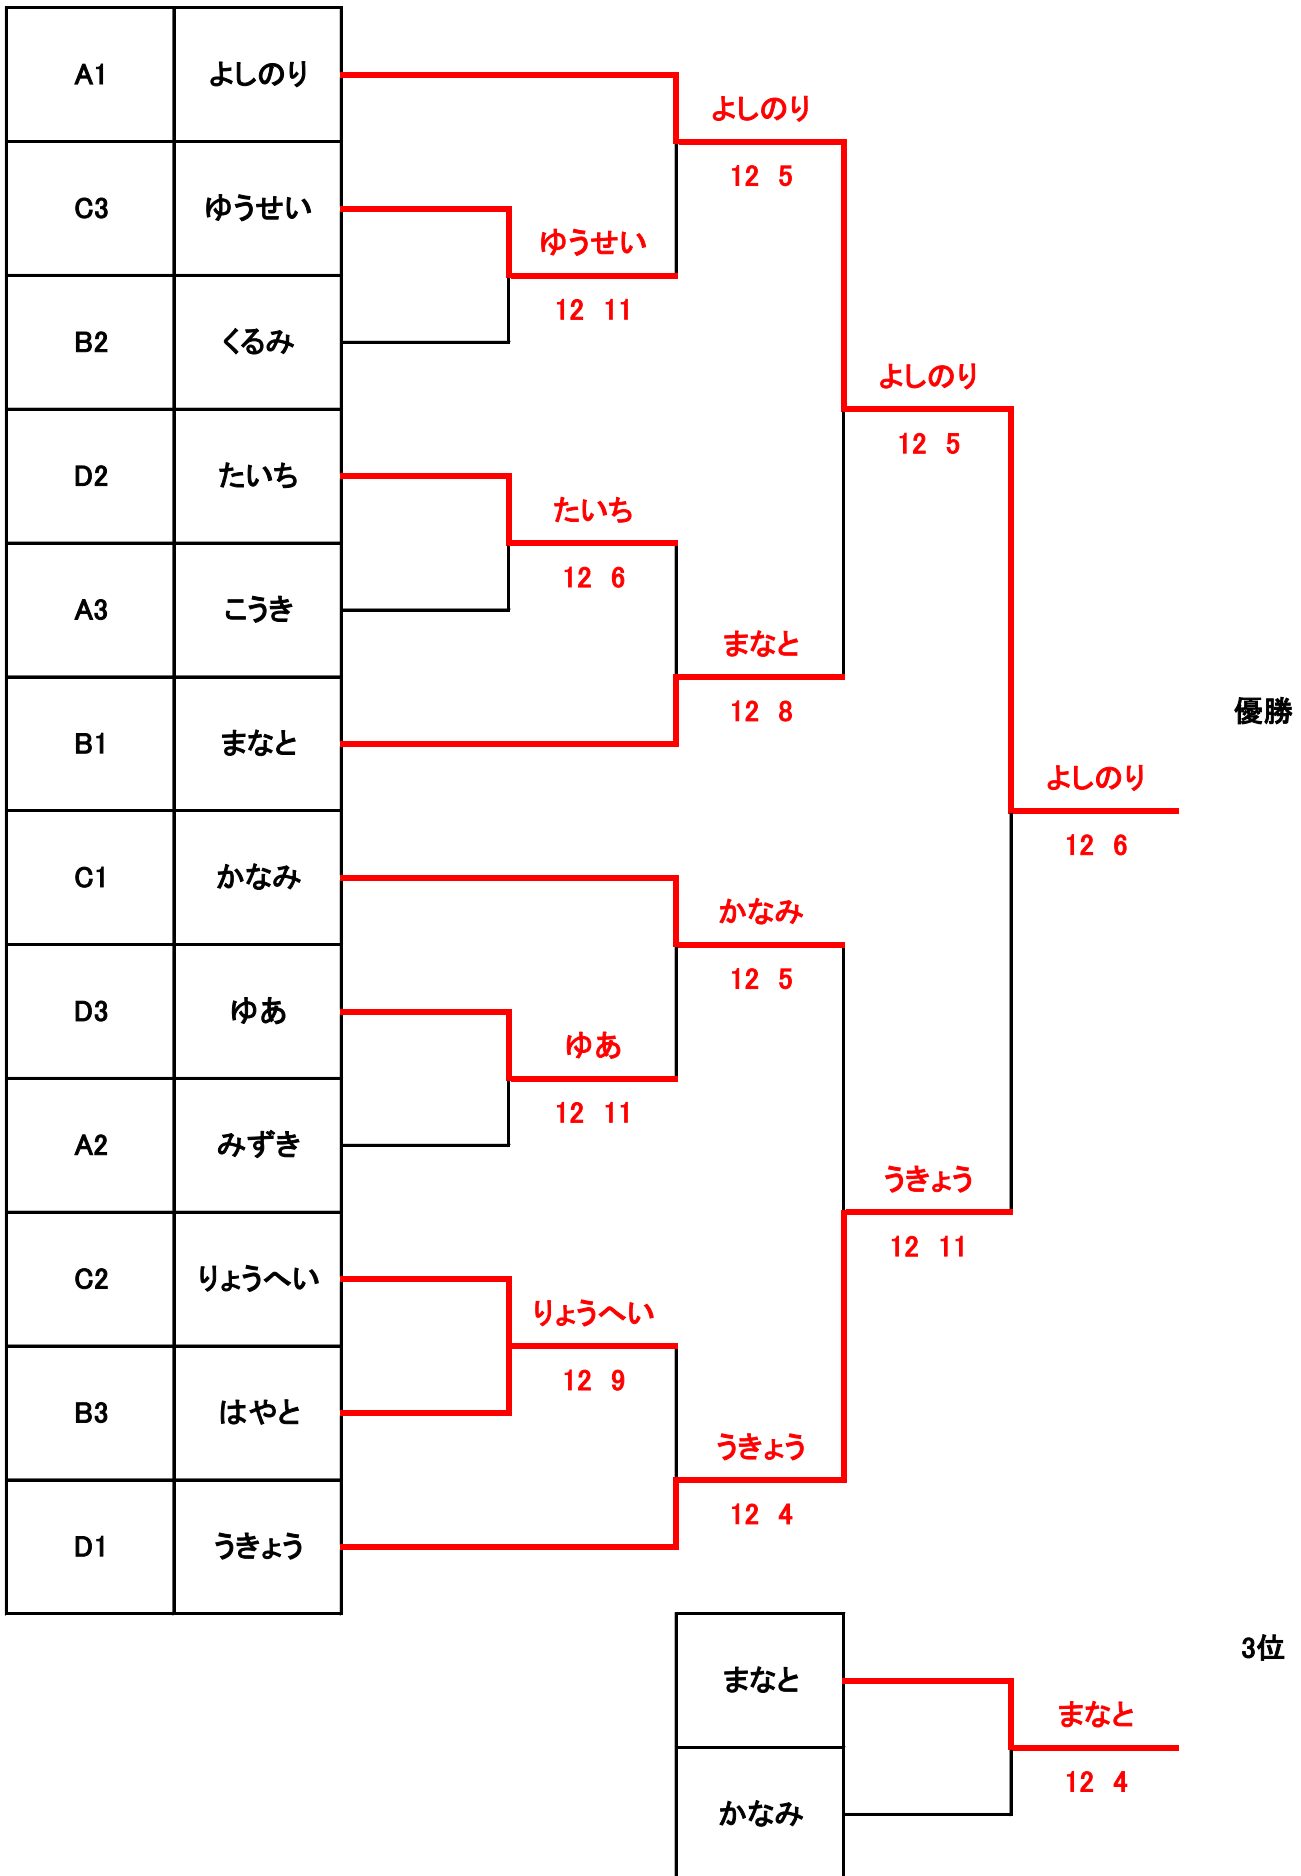 A1 よしのり
よしのり
12 5
C3 ゆうせい
ゆうせい
12 11
B2 くるみ
よしのり
12 5
D2 たいち
たいち
12 6
A3 こうき
まなと
12 8
優勝
B1 まなと
よしのり
12 6
C1 かなみ
かなみ
12 5
D3 ゆあ
ゆあ
12 11
A2 みずき
うきょう
12 11
C2 りょうへい
りょうへい
12 9
B3 はやと
うきょう
12 4
D1 うきょう
3位
まなと
まなと
12 4
かなみ